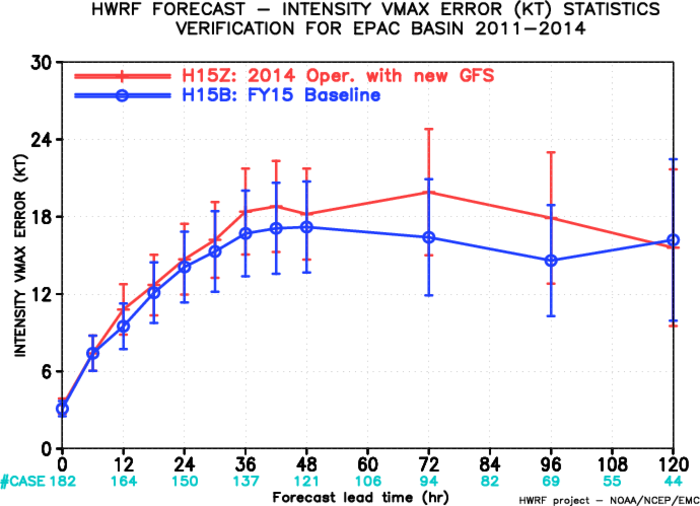 HWRF FORECAST – INTENSITY VMAX ERROR (KT) STATISTICS
VERIFICATION FOR EPAC BASIN 2011–2014
H15Z: 2014 Oper. with new GFS
H15B: FY15 Baseline
INTENSITY VMAX ERROR (KT)
30
24
18
12
6
0
0 12 24 36 48 60 72 84 96 108 120
#CASE 182 164 150 137 121 106 94 82 69 55 44
Forecast lead time (hr)
HWRF project – NOAA/NCEP/EMC